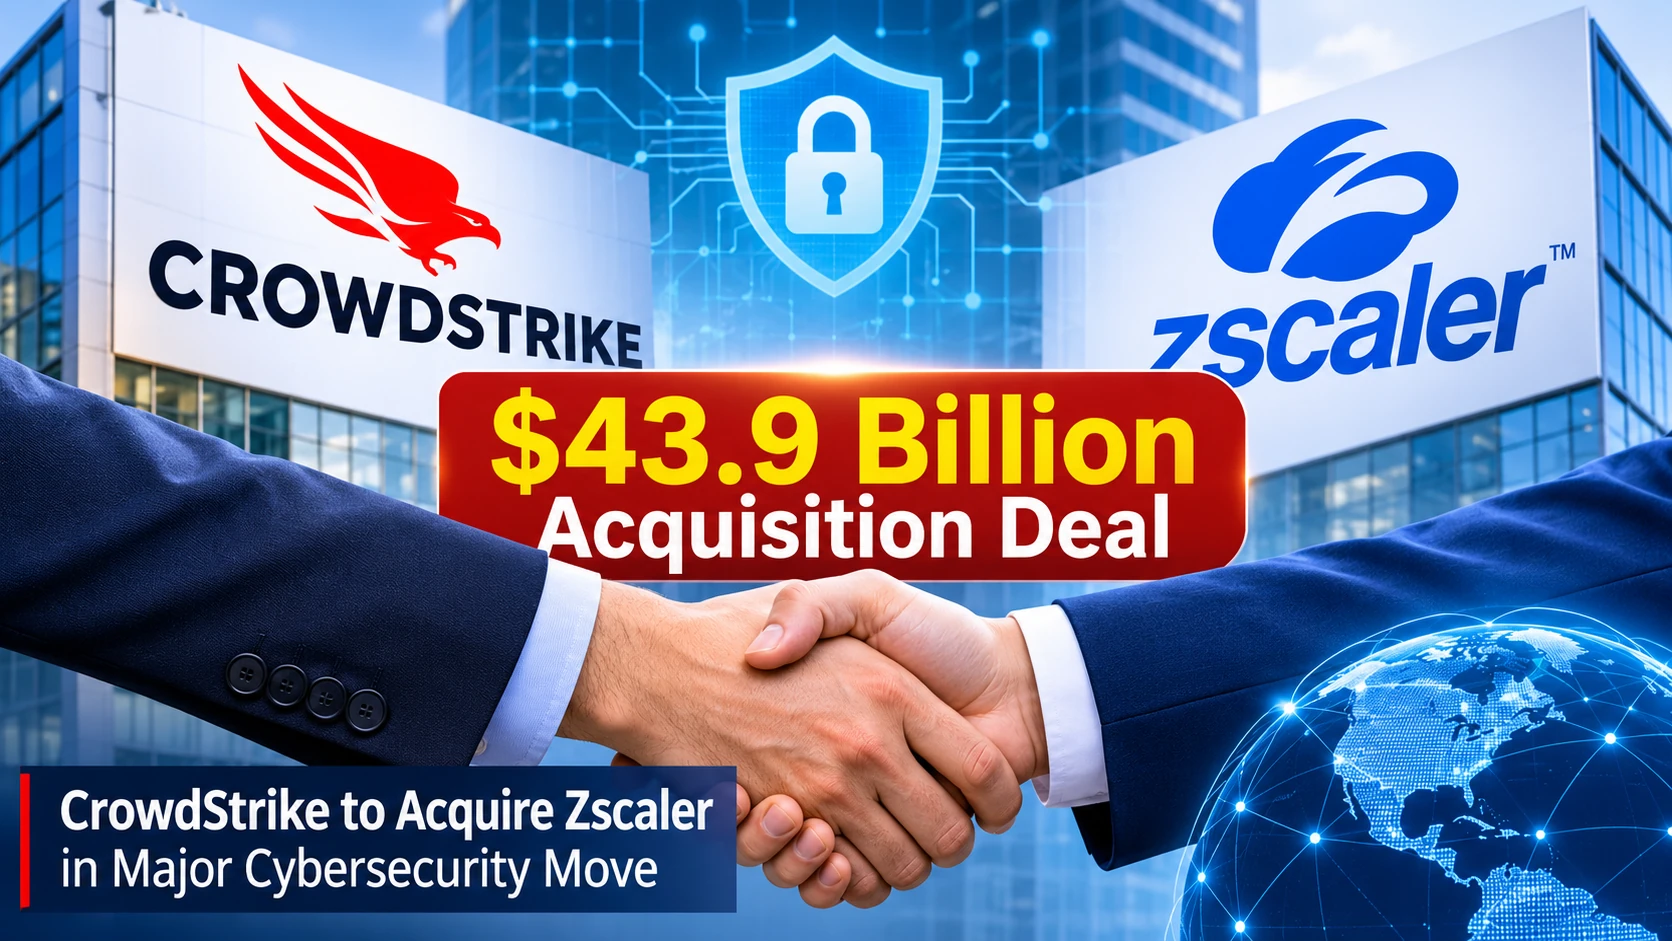 CROWDSTRIKE
zscaler™
$43.9 Billion
Acquisition Deal
CrowdStrike to Acquire Zscaler
in Major Cybersecurity Move